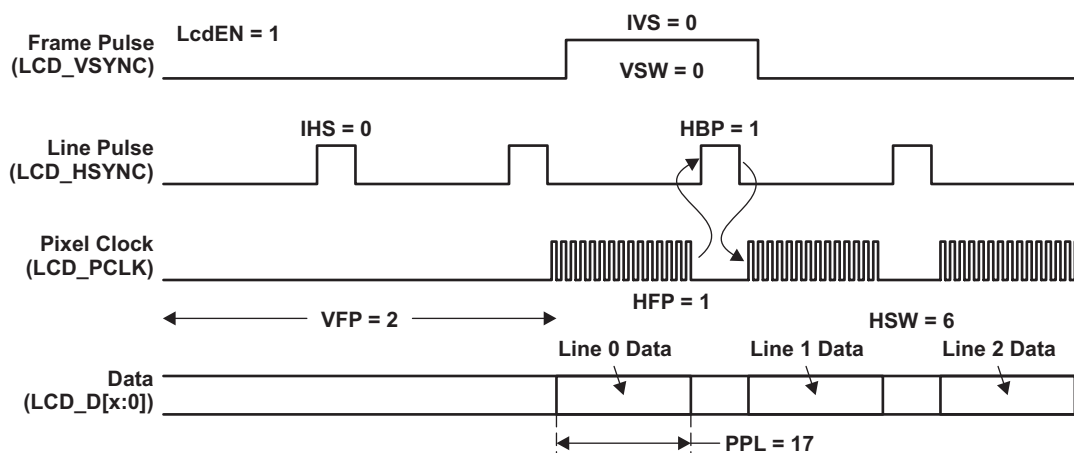 LcdEN = 1
IVS = 0
Frame Pulse
(LCD_VSYNC)
VSW = 0
IHS = 0
HBP = 1
Line Pulse
(LCD_HSYNC)
Pixel Clock
(LCD_PCLK)
HFP = 1
VFP = 2
HSW = 6
Line 0 Data
Line 1 Data
Line 2 Data
Data
(LCD_D[x:0])
PPL = 17